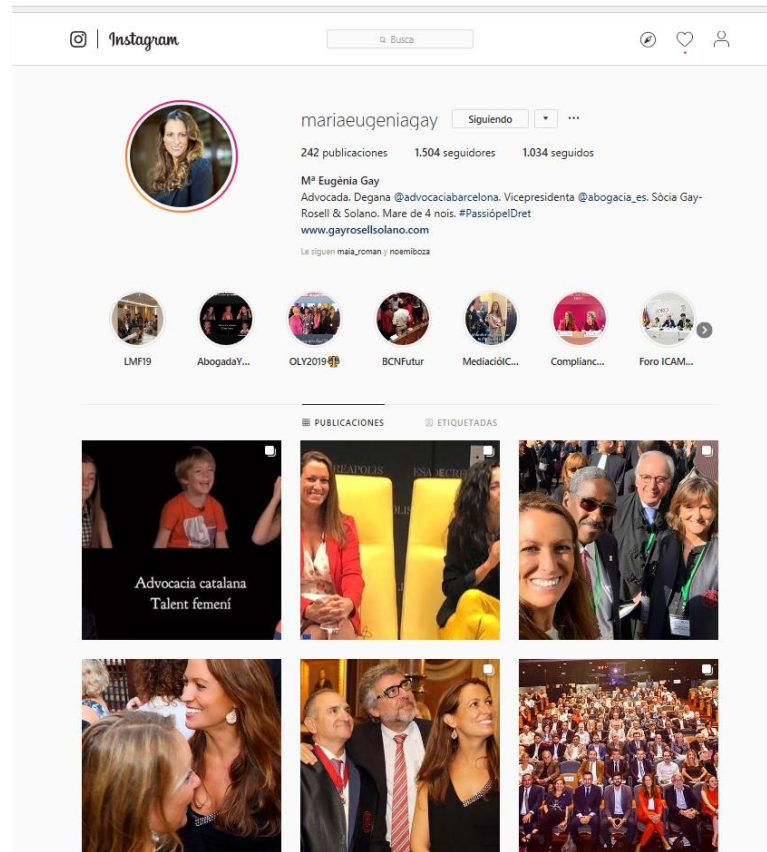 Instagram
Busca
mariaeugeniagay Siguiendo
242 publicaciones 1.504 seguidores 1.034 seguidos
Mª Eugènia Gay
Advocada. Degana @advocaciabarcelona. Vicepresidenta @abogacia_es. Sòcia Gay-
Rosell & Solano. Mare de 4 nois. #PassiópelDret
www.gayrosellsolano.com
Le siguen maia_roman y noemiboza
LMF19 AbogadaY... OLY2019 BCNFutur MediacióIC... Complianc... Foro ICAM...
PUBLICACIONES ETIQUETADAS
REAPOLIS ESADECREA
Advocacia catalana
Talent femení